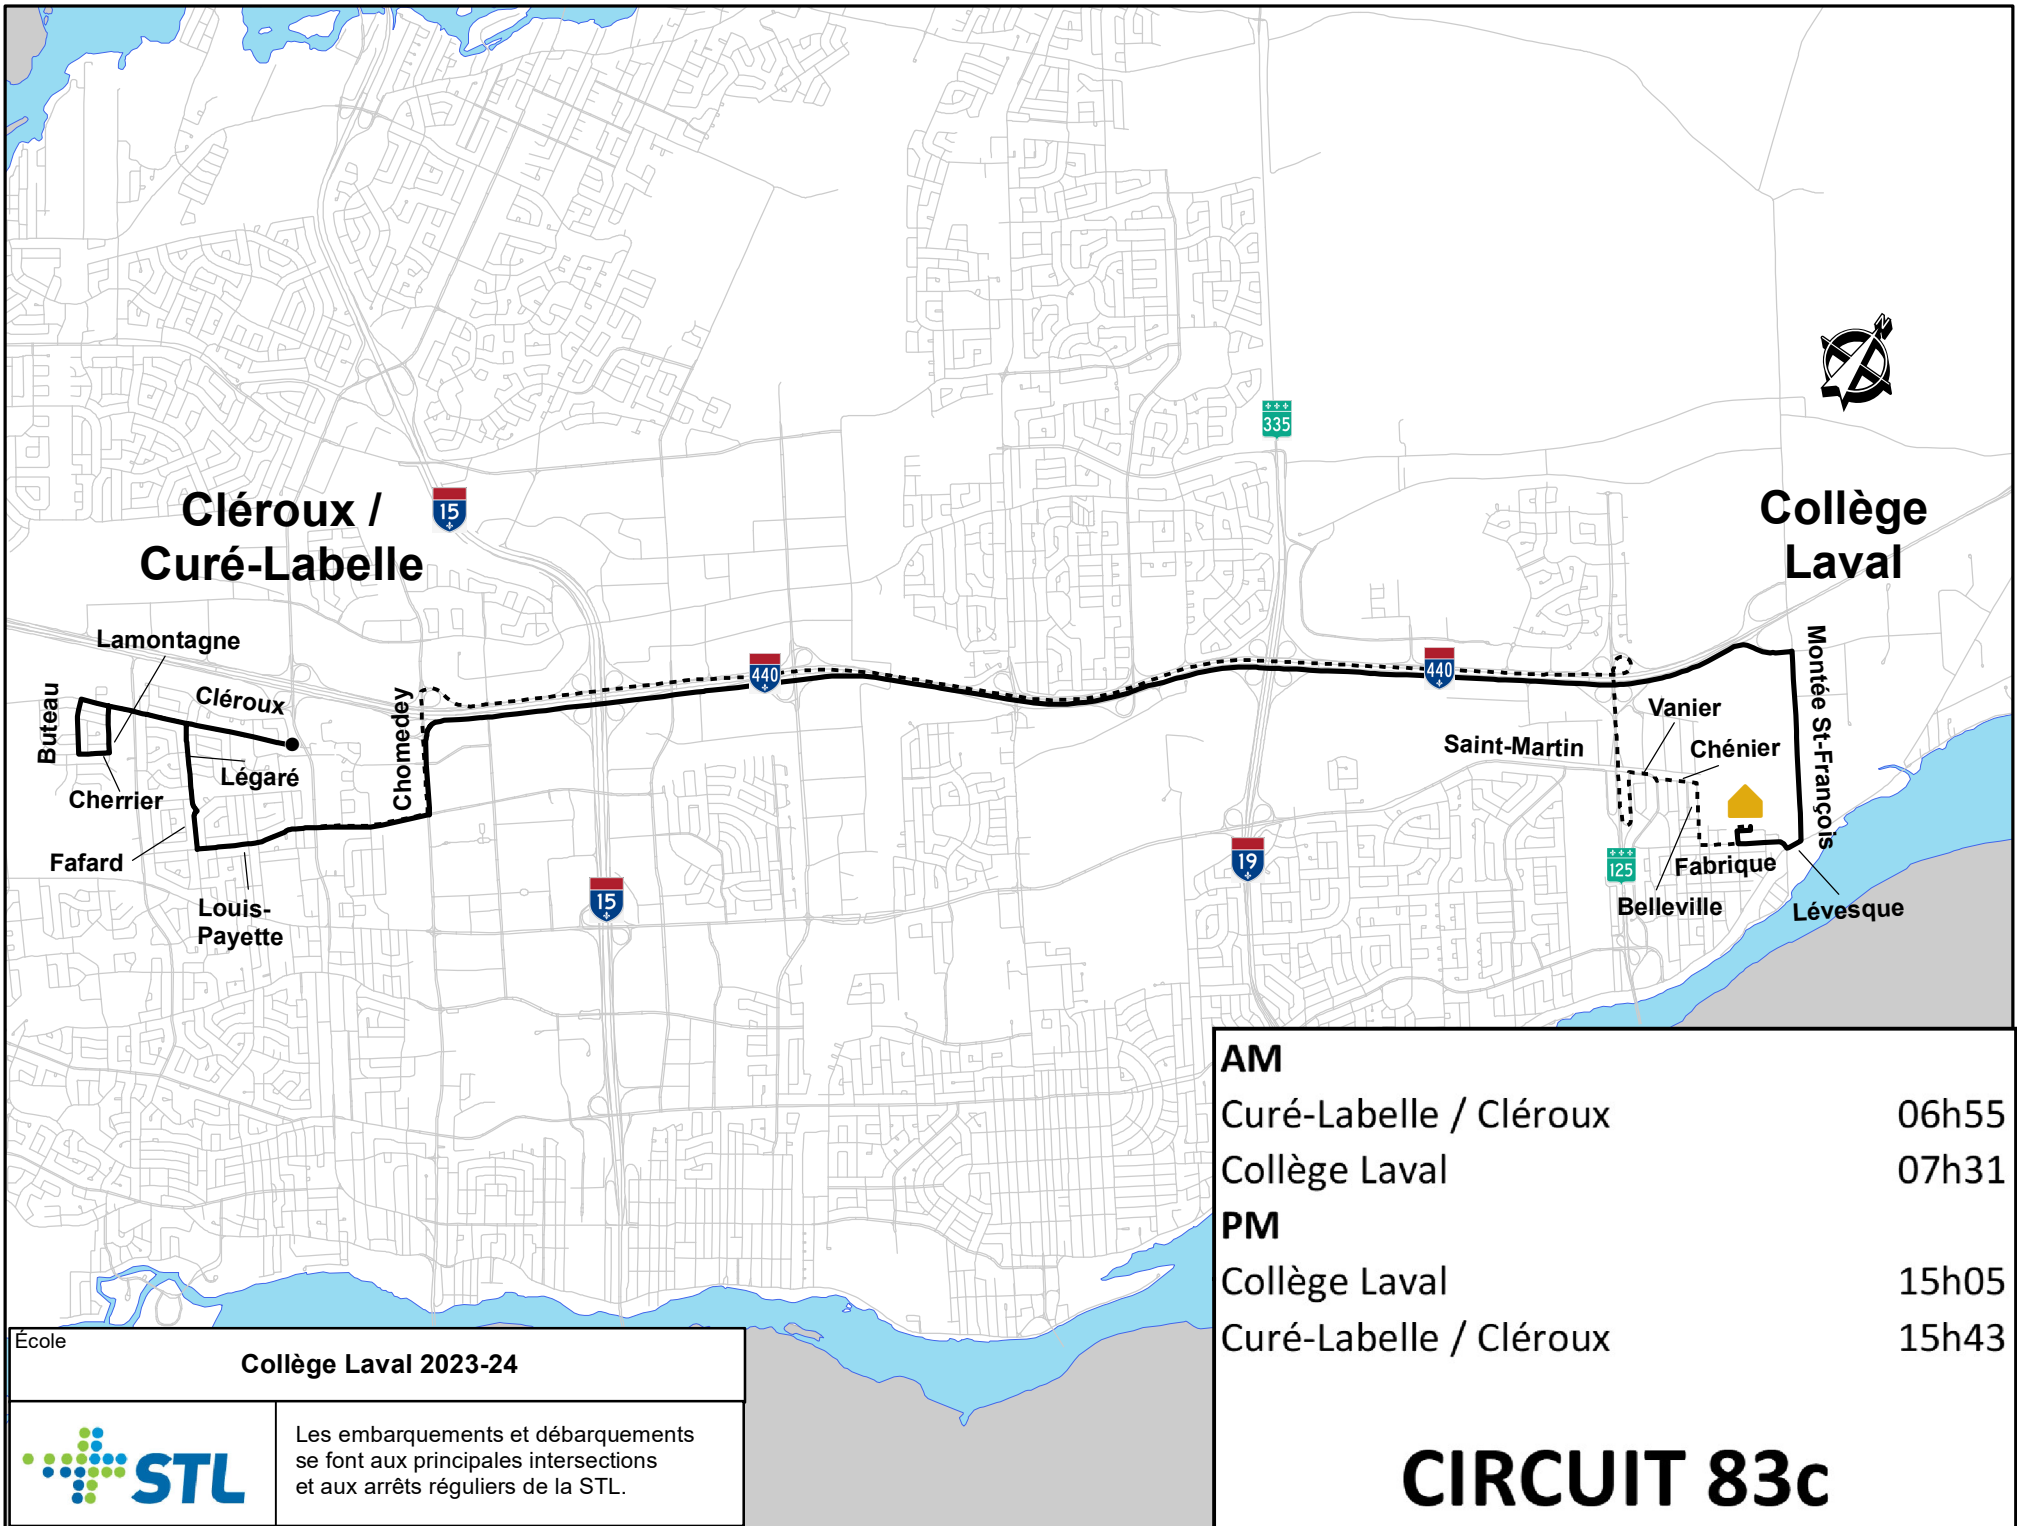 N
335
Cléroux /
Curé-Labelle
15
Collège
Laval
Lamontagne
Cléroux
Buteau
Chomedey
440
440
Montée St-François
Vanier
Saint-Martin
Chénier
Légaré
Cherrier
Fafard
Louis-
Payette
15
19
125
Fabrique
Belleville
Lévesque
AM
Curé-Labelle / Cléroux 06h55
Collège Laval 07h31
PM
Collège Laval 15h05
Curé-Labelle / Cléroux 15h43
CIRCUIT 83c
École
Collège Laval 2023-24
STL
Les embarquements et débarquements
se font aux principales intersections
et aux arrêts réguliers de la STL.